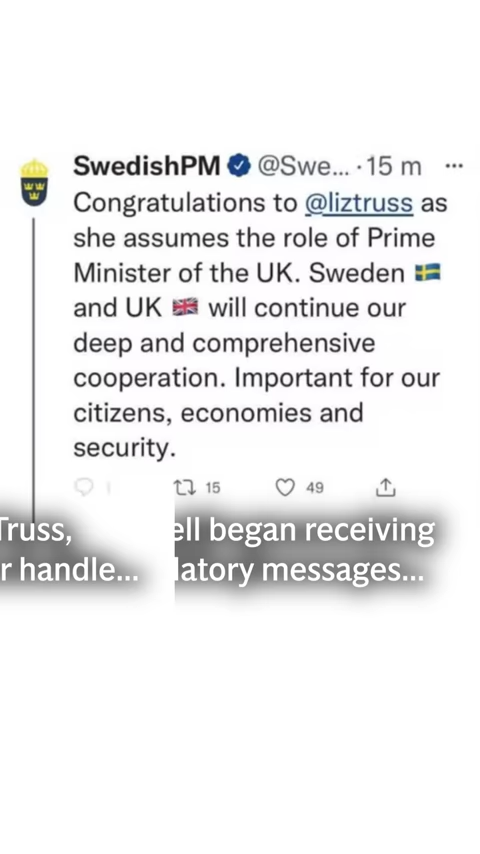 SwedishPM @Swe... · 15 m ...
Congratulations to @liztruss as
she assumes the role of Prime
Minister of the UK. Sweden 🇸🇪
and UK 🇬🇧 will continue our
deep and comprehensive
cooperation. Important for our
citizens, economies and
security.
15 49
Truss,
r handle...
ell began receiving
latory messages...